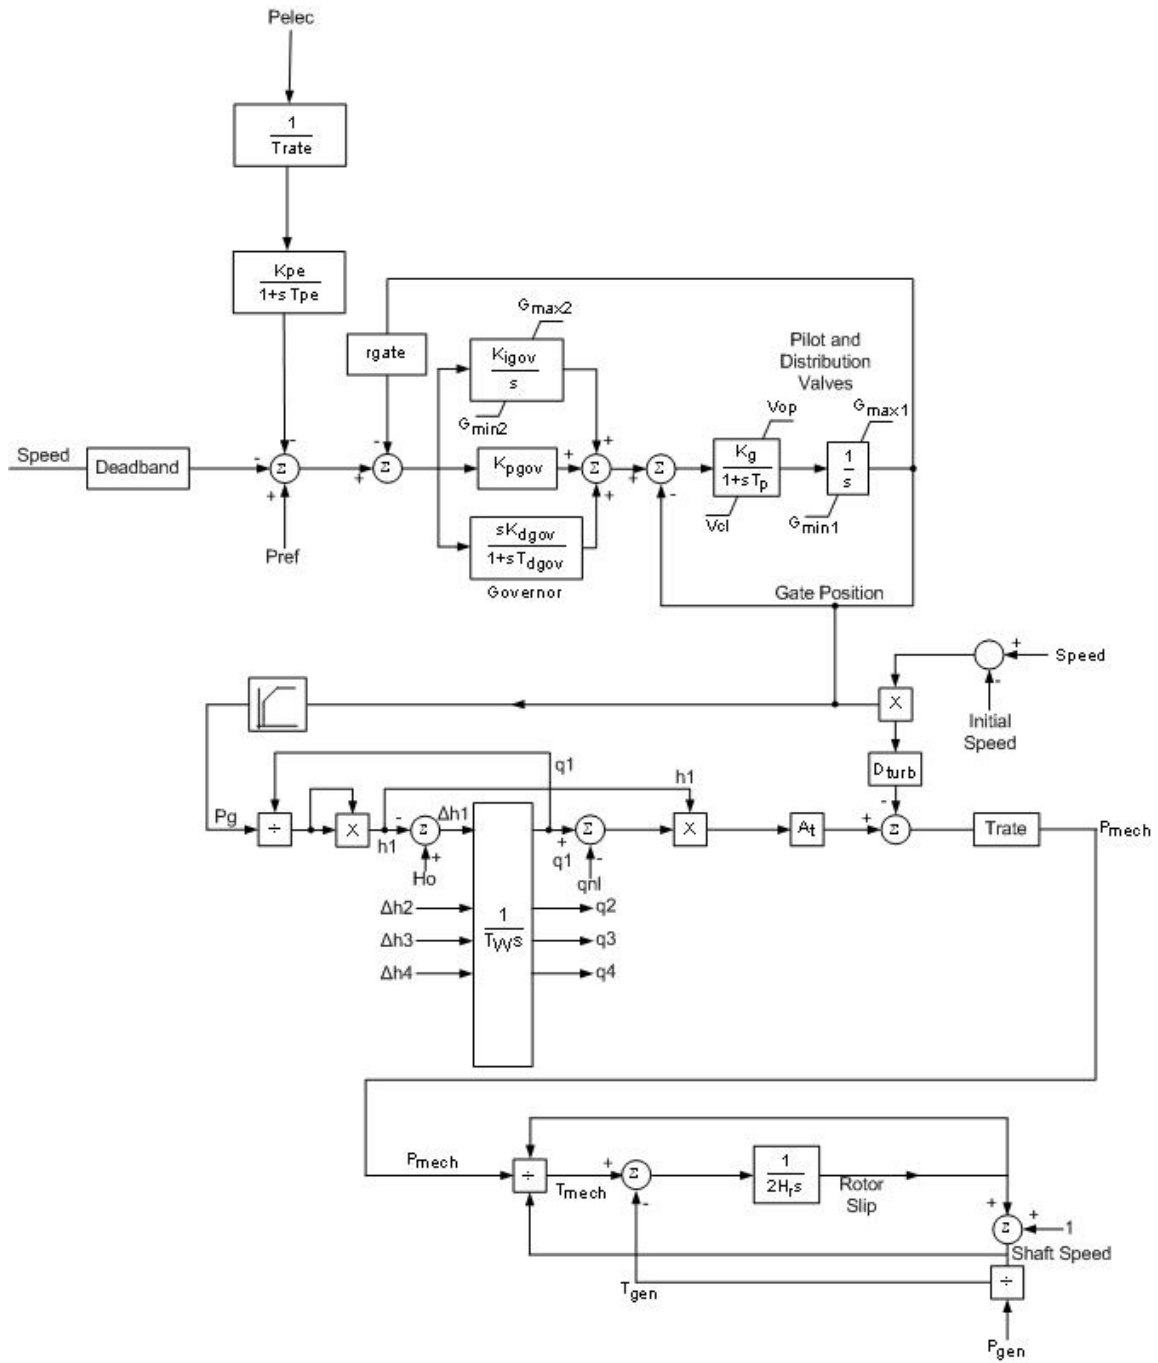 Pelec
1
Trate
Kpe
1+s Tpe
rgate
Gmax2
Kigov
s
Gmin2
Pilot and
Distribution
Valves
Vop
Gmax1
Speed
Deadband
-
-
Σ
+
-
+
Σ
Kpgov
+
+
+
Σ
+
Σ
-
Kg
1+sTp
1
s
Vcl
Gmin1
Pref
sKdgov
1+sTdgov
Governor
Gate Position
+
Speed
-
Initial
Speed
X
Dturb
q1
h1
Pg
÷
X
-
h1
Σ
+
Δh1
Ho
+
q1
Σ
-
qnl
X
At
+
-
Σ
Trate
Pmech
Δh2
q2
1
TWs
Δh3
q3
Δh4
q4
Pmech
÷
Tmech
+
Σ
-
1
2Hrs
Rotor
Slip
+
+
Σ
1
Shaft Speed
Tgen
÷
Pgen